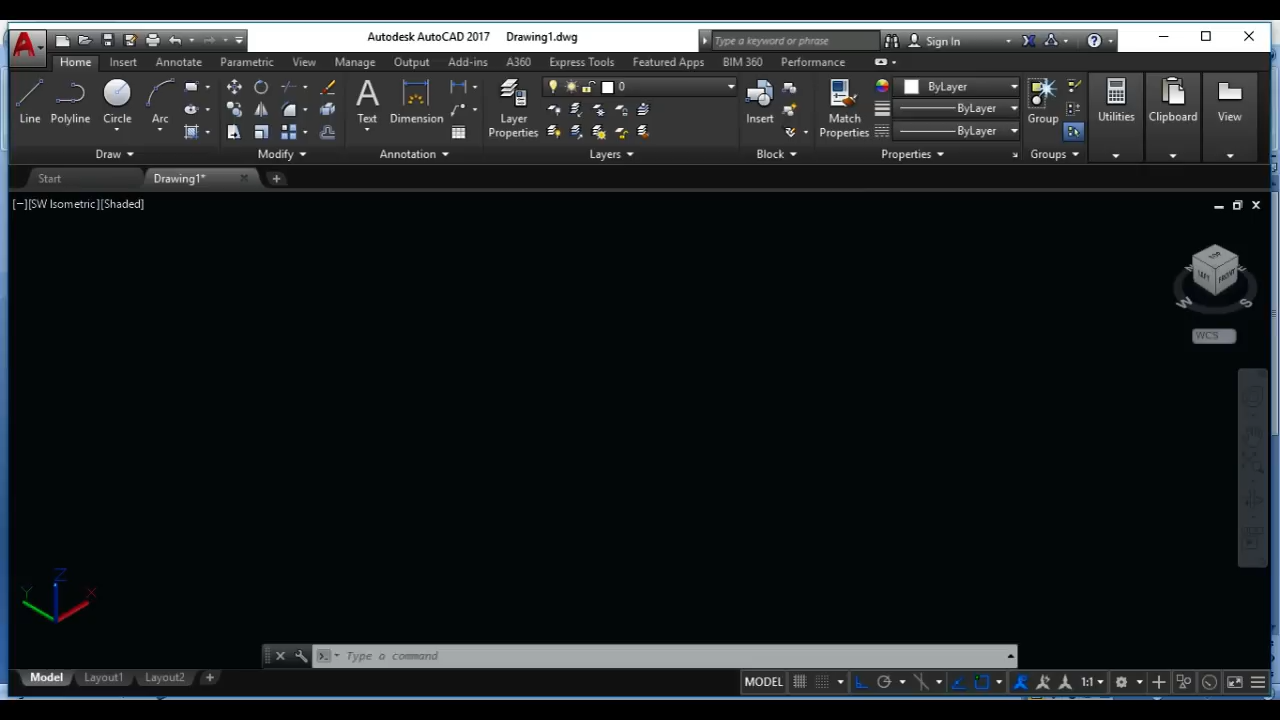 Autodesk AutoCAD 2017 Drawing1.dwg
Type a keyword or phrase
Sign In
Home Insert Annotate Parametric View Manage Output Add-ins A360 Express Tools Featured Apps BIM 360 Performance
Line Polyline Circle Arc
Text Dimension
Layer Properties
0
Insert
Match Properties
ByLayer
ByLayer
ByLayer
Group
Utilities Clipboard View
Draw Modify Annotation Layers Block Properties Groups
Start Drawing1* +
[−][SW Isometric][Shaded]
TOP
LEFT FRONT
N E
W S
WCS
Z
Y X
Type a command
Model Layout1 Layout2 +
MODEL 1:1